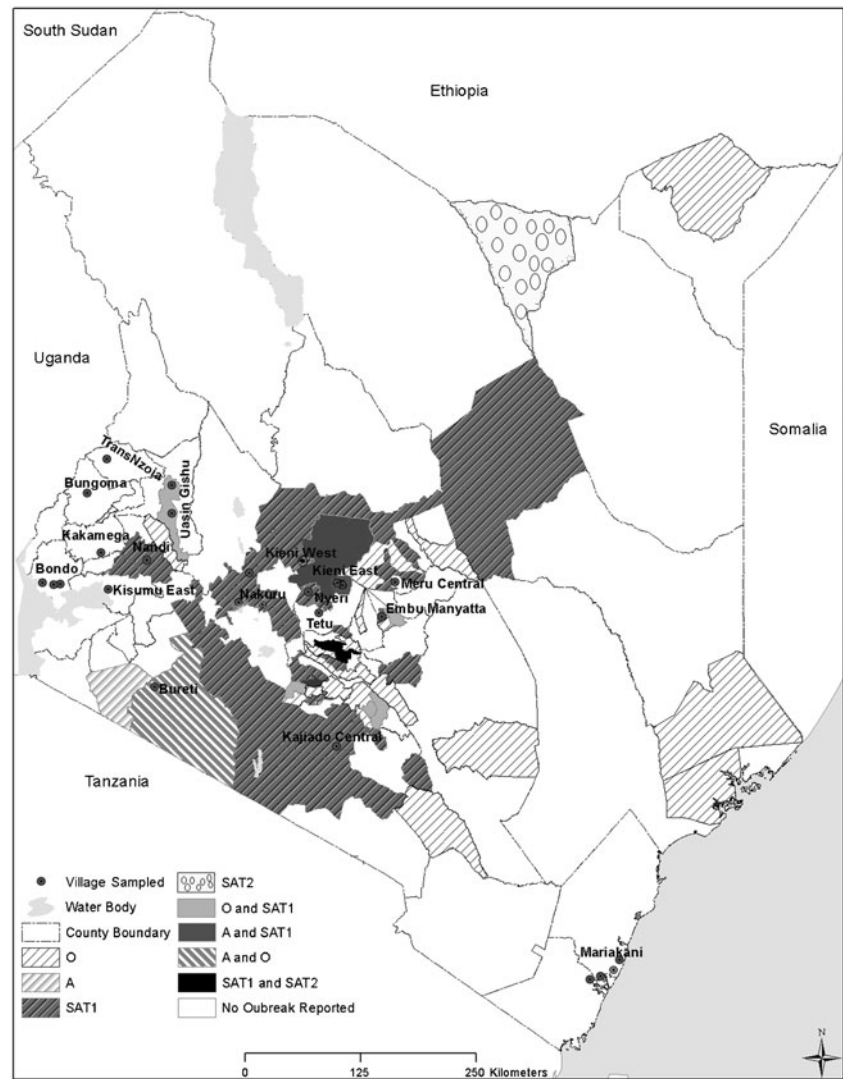 South Sudan
Ethiopia
Uganda
Somalia
TransNzoja
Bungoma
Uasin Gishu
Kakamega
Nandi
Kieni West
Bondo
Kieni East
Kisumu East
Nakuru
Nyeri
Meru Central
Tetu
Embu Manyatta
Bureti
Kajiado Central
Tanzania
Mariakani
Village Sampled
Water Body
County Boundary
O
A
SAT1
SAT2
O and SAT1
A and SAT1
A and O
SAT1 and SAT2
No Oubreak Reported
N
0 125 250 Kilometers